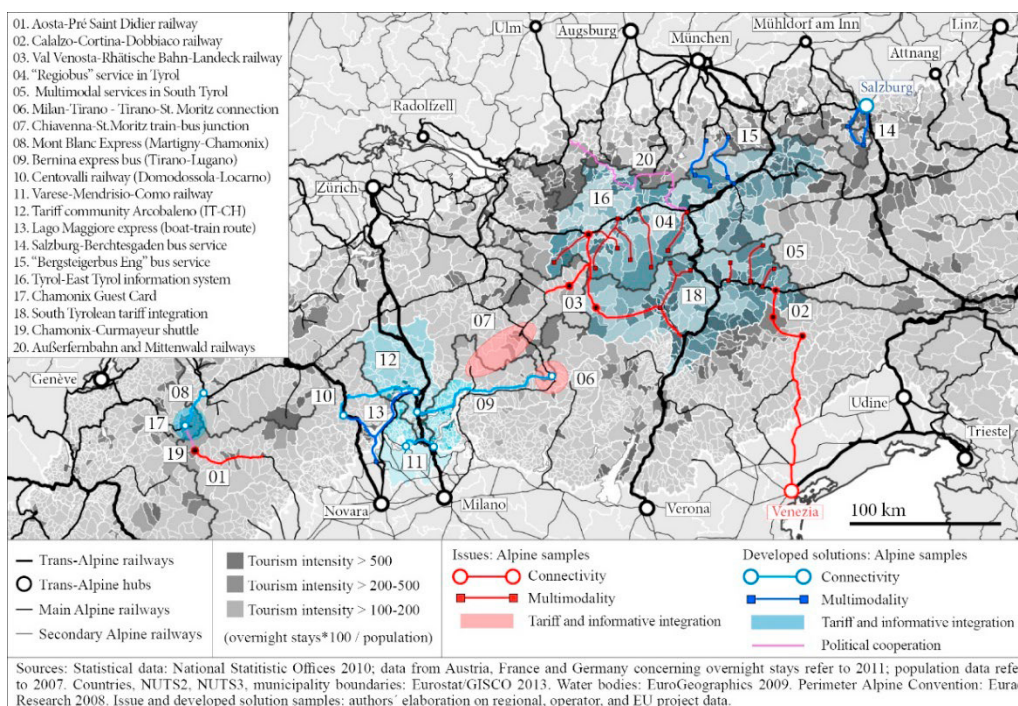 01. Aosta-Pré Saint Didier railway
02. Calalzo-Cortina-Dobbiaco railway
03. Val Venosta-Rhätische Bahn-Landeck railway
04. "Regiobus" service in Tyrol
05. Multimodal services in South Tyrol
06. Milan-Tirano - Tirano-St. Moritz connection
07. Chiavenna-St.Moritz train-bus junction
08. Mont Blanc Express (Martigny-Chamonix)
09. Bernina express bus (Tirano-Lugano)
10. Centovalli railway (Domodossola-Locarno)
11. Varese-Mendrisio-Como railway
12. Tariff community Arcobaleno (IT-CH)
13. Lago Maggiore express (boat-train route)
14. Salzburg-Berchtesgaden bus service
15. "Bergsteigerbus Eng" bus service
16. Tyrol-East Tyrol information system
17. Chamonix Guest Card
18. South Tyrolean tariff integration
19. Chamonix-Curmayeur shuttle
20. Außerfernbahn and Mittenwald railways
Ulm
Augsburg
München
Mühldorf am Inn
Linz
Attnang
Salzburg
Radolfzell
Zürich
14
15
20
16
04
05
18
03
02
07
06
12
09
10
13
11
Genève
08
17
19
01
Udine
Trieste
Novara
Milano
Verona
Venezia
100 km
Trans-Alpine railways
Trans-Alpine hubs
Main Alpine railways
Secondary Alpine railways
Tourism intensity > 500
Tourism intensity > 200-500
Tourism intensity > 100-200
(overnight stays*100 / population)
Issues: Alpine samples
Connectivity
Multimodality
Tariff and informative integration
Developed solutions: Alpine samples
Connectivity
Multimodality
Tariff and informative integration
Political cooperation
Sources: Statistical data: National Statititic Offices 2010; data from Austria, France and Germany concerning overnight stays refer to 2011; population data refe
to 2007. Countries, NUTS2, NUTS3, municipality boundaries: Eurostat/GISCO 2013. Water bodies: EuroGeographics 2009. Perimeter Alpine Convention: Eura
Research 2008. Issue and developed solution samples: authors' elaboration on regional, operator, and EU project data.